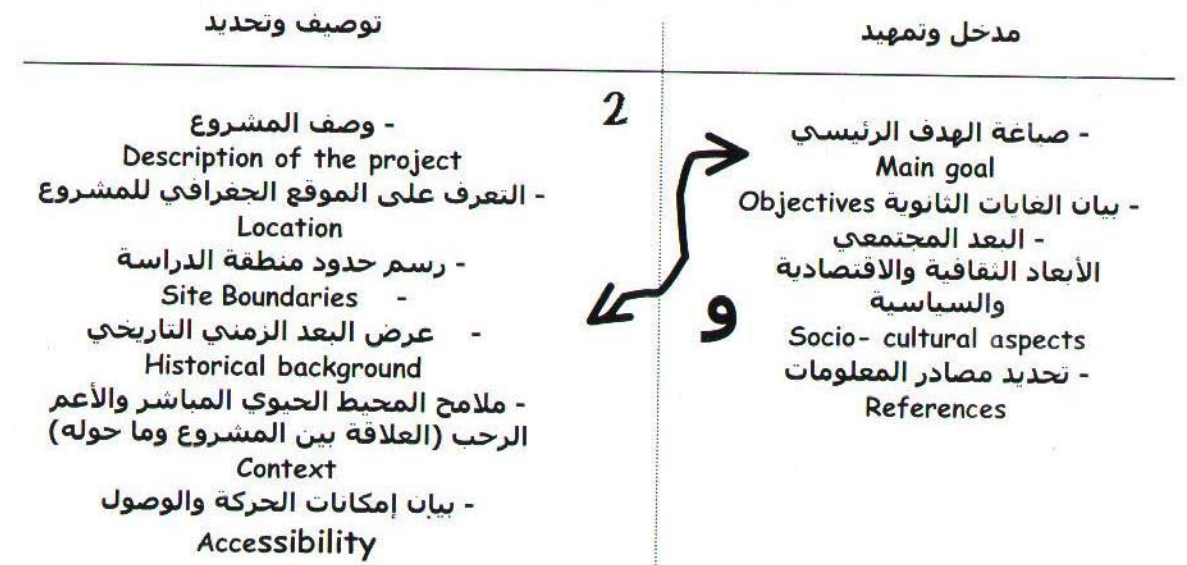 مدخل وتمهيد
- صباغة الهدف الرئيسي
Main goal
- بيان الغابات الثانوية Objectives
- البعد المجتمعي
الأبعاد الثقافية والاقتصادية
والسياسية
Socio- cultural aspects
- تحديد مصادر المعلومات
References
و
2
توصيف وتحديد
- وصف المشروع
Description of the project
- التعرف على الموقع الجغرافي للمشروع
Location
- رسم حدود منطقة الدراسة
Site Boundaries -
- عرض البعد الزمني التاريخي
Historical background
- ملامح المحيط الحيوي المباشر والأعم
الرحب (العلاقة بين المشروع وما حوله)
Context
- بيان إمكانات الحركة والوصول
Accessibility